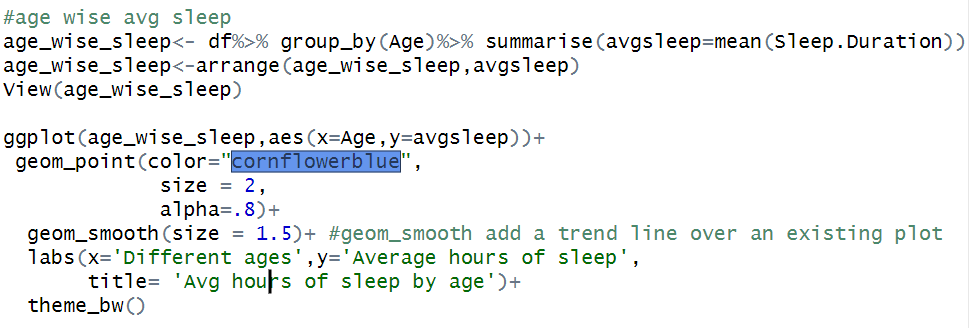 #age wise avg sleep
age_wise_sleep<- df%>% group_by(Age)%>% summarise(avgsleep=mean(Sleep.Duration))
age_wise_sleep<-arrange(age_wise_sleep,avgsleep)
View(age_wise_sleep)

ggplot(age_wise_sleep,aes(x=Age,y=avgsleep))+
 geom_point(color="cornflowerblue",
             size = 2,
             alpha=.8)+
  geom_smooth(size = 1.5)+ #geom_smooth add a trend line over an existing plot
  labs(x='Different ages',y='Average hours of sleep',
       title= 'Avg hours of sleep by age')+
  theme_bw()